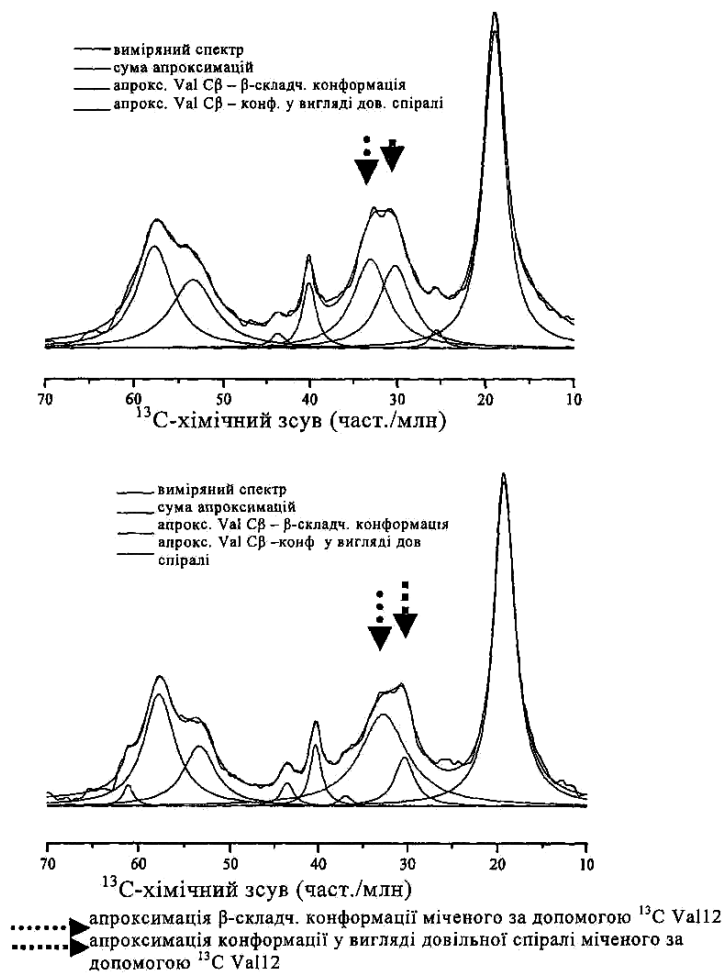 виміряний спектр
сума апроксимацій
апрокс. Val Cβ – β-складч. конформація
апрокс. Val Cβ – конф. у вигляді дов. спіралі
70 60 50 40 30 20 10
¹³C-хімічний зсув (част./млн)
виміряний спектр
сума апроксимацій
апрокс. Val Cβ – β-складч. конформація
апрокс. Val Cβ –конф у вигляді дов
спіралі
70 60 50 40 30 20 10
¹³C-хімічний зсув (част./млн)
апроксимація β-складч. конформації міченого за допомогою ¹³C Val12
апроксимація конформації у вигляді довільної спіралі міченого за
допомогою ¹³C Val12